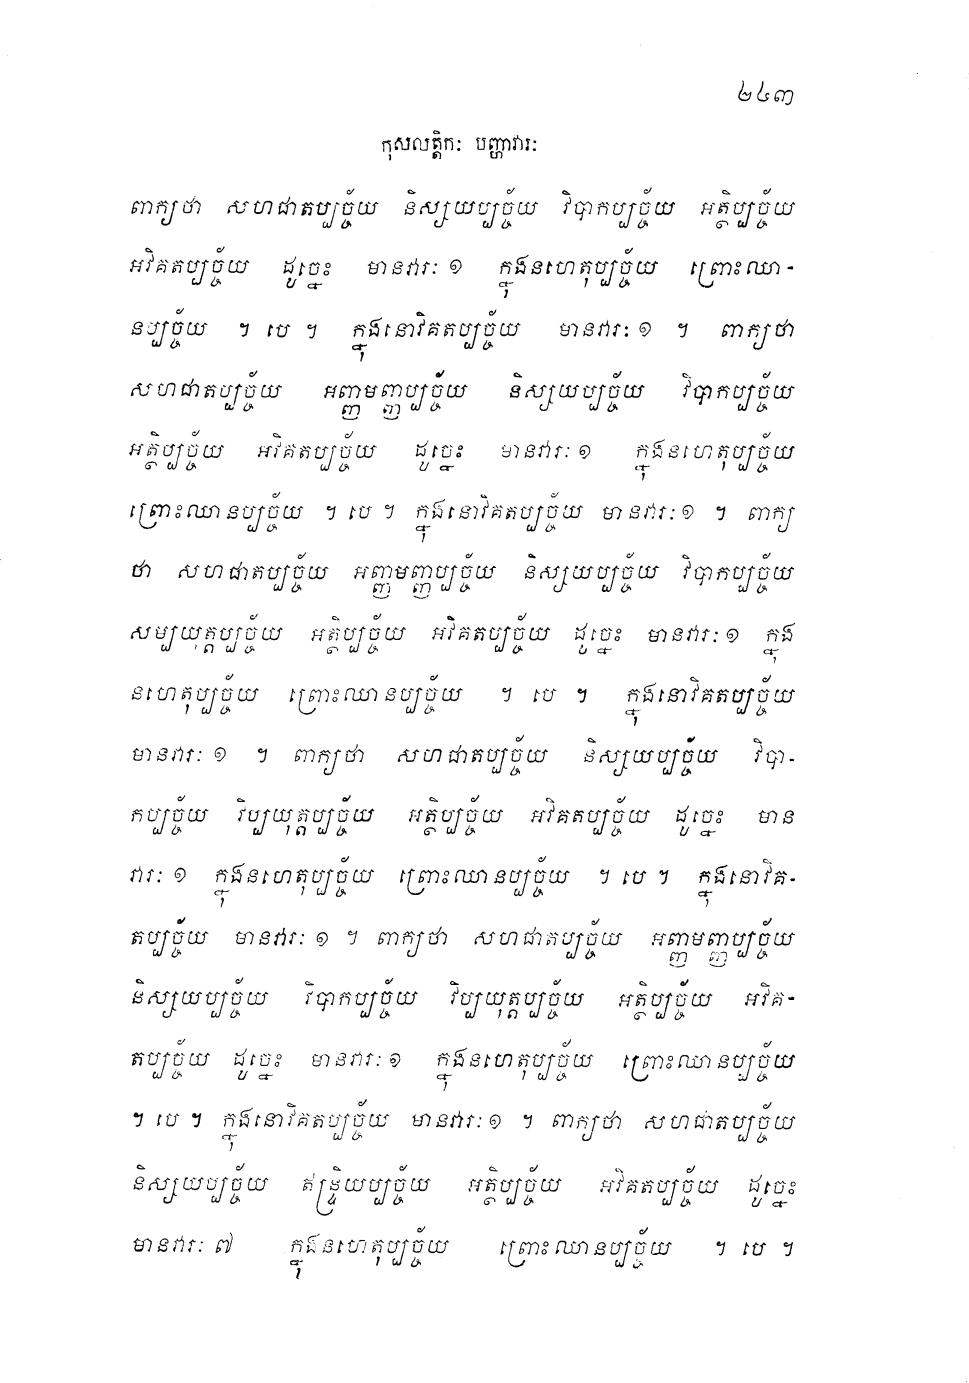 ២៤៣
កុសលត្តិកៈ បញ្ហាវារៈ
ពាក្យថា សហជាតប្បច្ច័យ និស្សយប្បច្ច័យ វិបាកប្បច្ច័យ អត្ថិប្បច្ច័យ
អវិគតប្បច្ច័យ ដូច្នេះ មានវារៈ ១ ក្នុងនហេតុប្បច្ច័យ ព្រោះឈា-
នប្បច្ច័យ ។ បេ ។ ក្នុងនោវិគតប្បច្ច័យ មានវារៈ ១ ។ ពាក្យថា
សហជាតប្បច្ច័យ អញ្ញាមញ្ញាប្បច្ច័យ និស្សយប្បច្ច័យ វិបាកប្បច្ច័យ
អត្ថិប្បច្ច័យ អវិគតប្បច្ច័យ ដូច្នេះ មានវារៈ ១ ក្នុងនហេតុប្បច្ច័យ
ព្រោះឈានប្បច្ច័យ ។ បេ ។ ក្នុងនោវិគតប្បច្ច័យ មានវារៈ ១ ។ ពាក្យ
ថា សហជាតប្បច្ច័យ អញ្ញាមញ្ញាប្បច្ច័យ និស្សយប្បច្ច័យ វិបាកប្បច្ច័យ
សម្បយុត្តប្បច្ច័យ អត្ថិប្បច្ច័យ អវិគតប្បច្ច័យ ដូច្នេះ មានវារៈ ១ ក្នុង
នហេតុប្បច្ច័យ ព្រោះឈានប្បច្ច័យ ។ បេ ។ ក្នុងនោវិគតប្បច្ច័យ
មានវារៈ ១ ។ ពាក្យថា សហជាតប្បច្ច័យ និស្សយប្បច្ច័យ វិបា-
កប្បច្ច័យ វិប្បយុត្តប្បច្ច័យ អត្ថិប្បច្ច័យ អវិគតប្បច្ច័យ ដូច្នេះ មាន
វារៈ ១ ក្នុងនហេតុប្បច្ច័យ ព្រោះឈានប្បច្ច័យ ។ បេ ។ ក្នុងនោវិគ-
តប្បច្ច័យ មានវារៈ ១ ។ ពាក្យថា សហជាតប្បច្ច័យ អញ្ញាមញ្ញាប្បច្ច័យ
និស្សយប្បច្ច័យ វិបាកប្បច្ច័យ វិប្បយុត្តប្បច្ច័យ អត្ថិប្បច្ច័យ អវិគ-
តប្បច្ច័យ ដូច្នេះ មានវារៈ ១ ក្នុងនហេតុប្បច្ច័យ ព្រោះឈានប្បច្ច័យ
។ បេ ។ ក្នុងនោវិគតប្បច្ច័យ មានវារៈ ១ ។ ពាក្យថា សហជាតប្បច្ច័យ
និស្សយប្បច្ច័យ ឥន្ទ្រិយប្បច្ច័យ អត្ថិប្បច្ច័យ អវិគតប្បច្ច័យ ដូច្នេះ
មានវារៈ ៧ ក្នុងនហេតុប្បច្ច័យ ព្រោះឈានប្បច្ច័យ ។ បេ ។